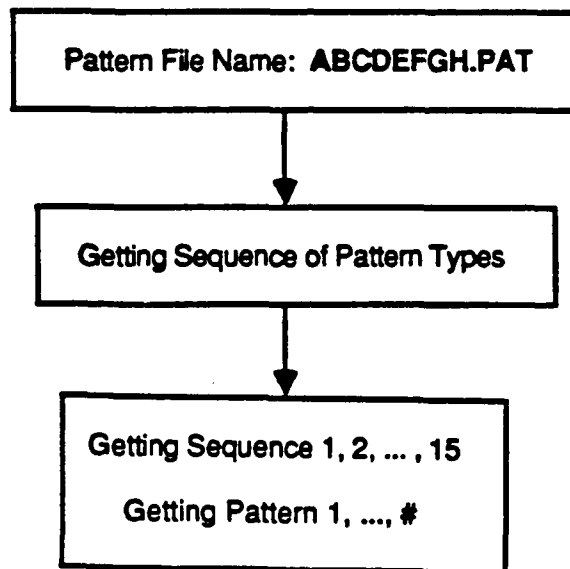 Pattern File Name: ABCDEFGH.PAT
Getting Sequence of Pattern Types
Getting Sequence 1, 2, ... , 15
Getting Pattern 1, ..., #